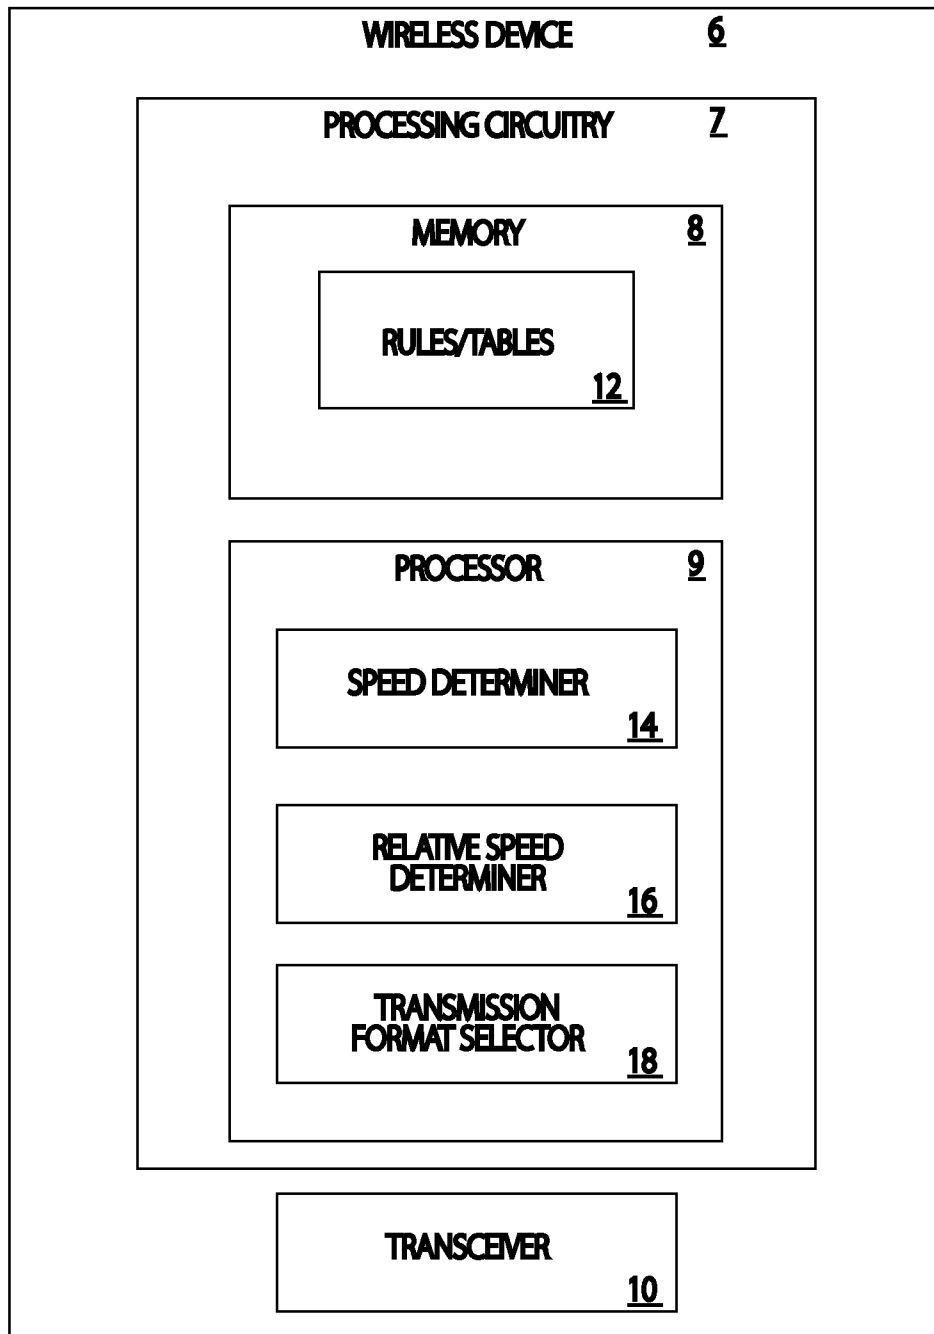 WIRELESS DEVICE 6
PROCESSING CIRCUITRY 7
MEMORY 8
RULES/TABLES
12
PROCESSOR 9
SPEED DETERMINER
14
RELATIVE SPEED
DETERMINER
16
TRANSMISSION
FORMAT SELECTOR
18
TRANSCEIVER
10